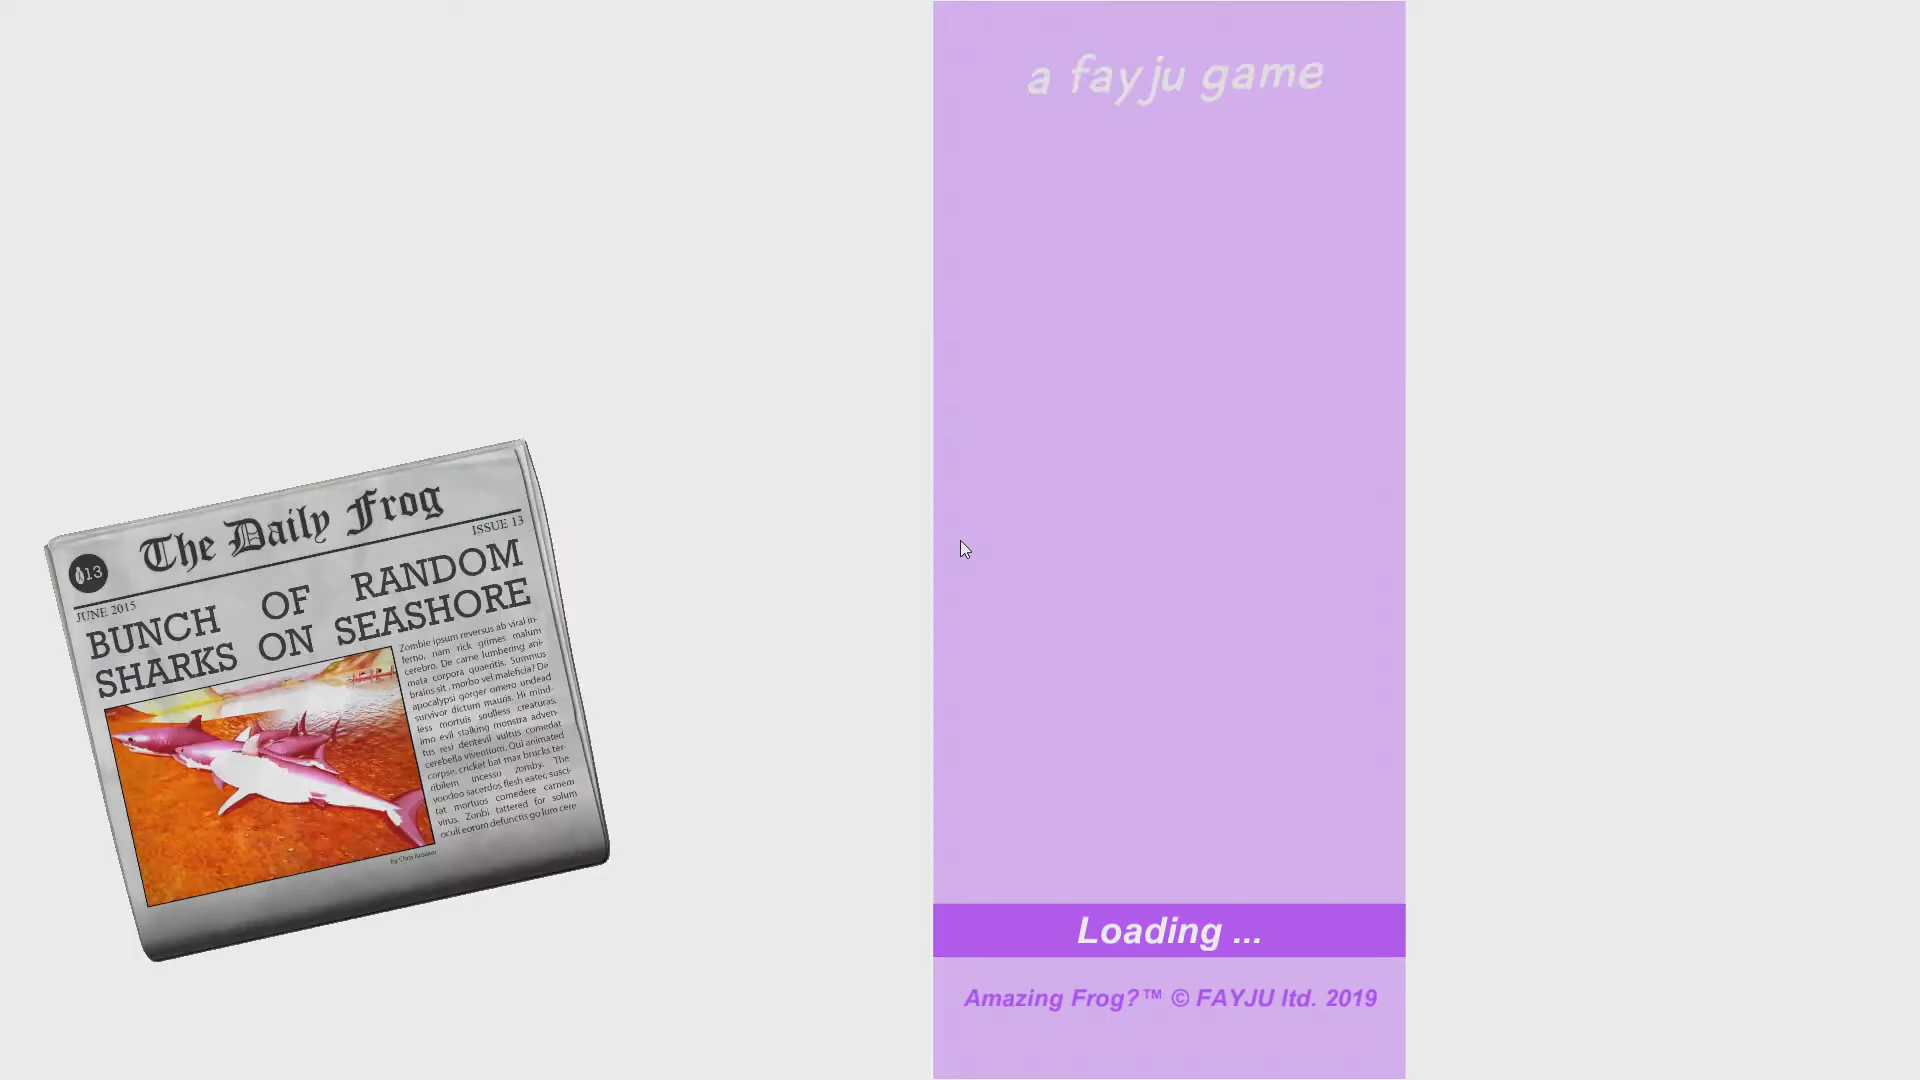 a fayju game
The Daily Frog
13
ISSUE 13
JUNE 2015
BUNCH OF RANDOM
SHARKS ON SEASHORE
Zombie ipsum reversus ab viral in-
ferno, nam rick grimes malum
cerebro. De carne lumbering ani-
mata corpora quaeritis. Summus
brains sit, morbo vel maleficia? De
apocalypsi gorger omero undead
survivor dictum mauris. Hi mind-
less mortuis soulless creaturas,
imo evil stalking monstra adven-
tus resi dentevil vultus comedat
cerebella viventium. Qui animated
corpse, cricket bat max brucks ter-
ribilem incessu zomby. The
voodoo sacerdos flesh eater, susci-
tat mortuos comedere carnem
virus. Zonbi tattered for solum
oculi eorum defunctis go lum cere
by Chris
Loading ...
Amazing Frog?™ © FAYJU ltd. 2019